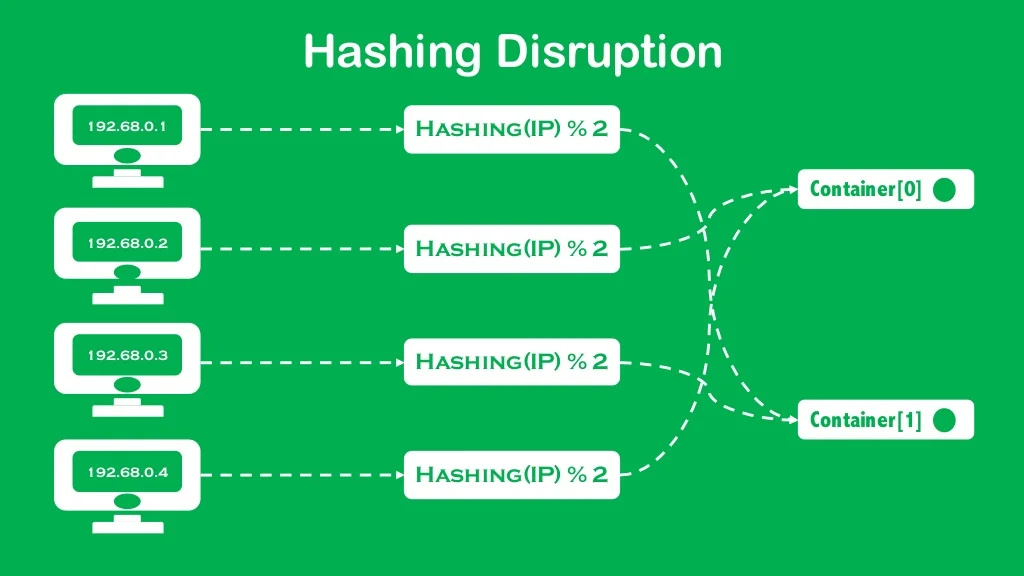 Hashing Disruption
192.68.0.1
HASHING(IP) % 2
Container[0]
192.68.0.2
HASHING(IP) % 2
192.68.0.3
HASHING(IP) % 2
Container[1]
192.68.0.4
HASHING(IP) % 2